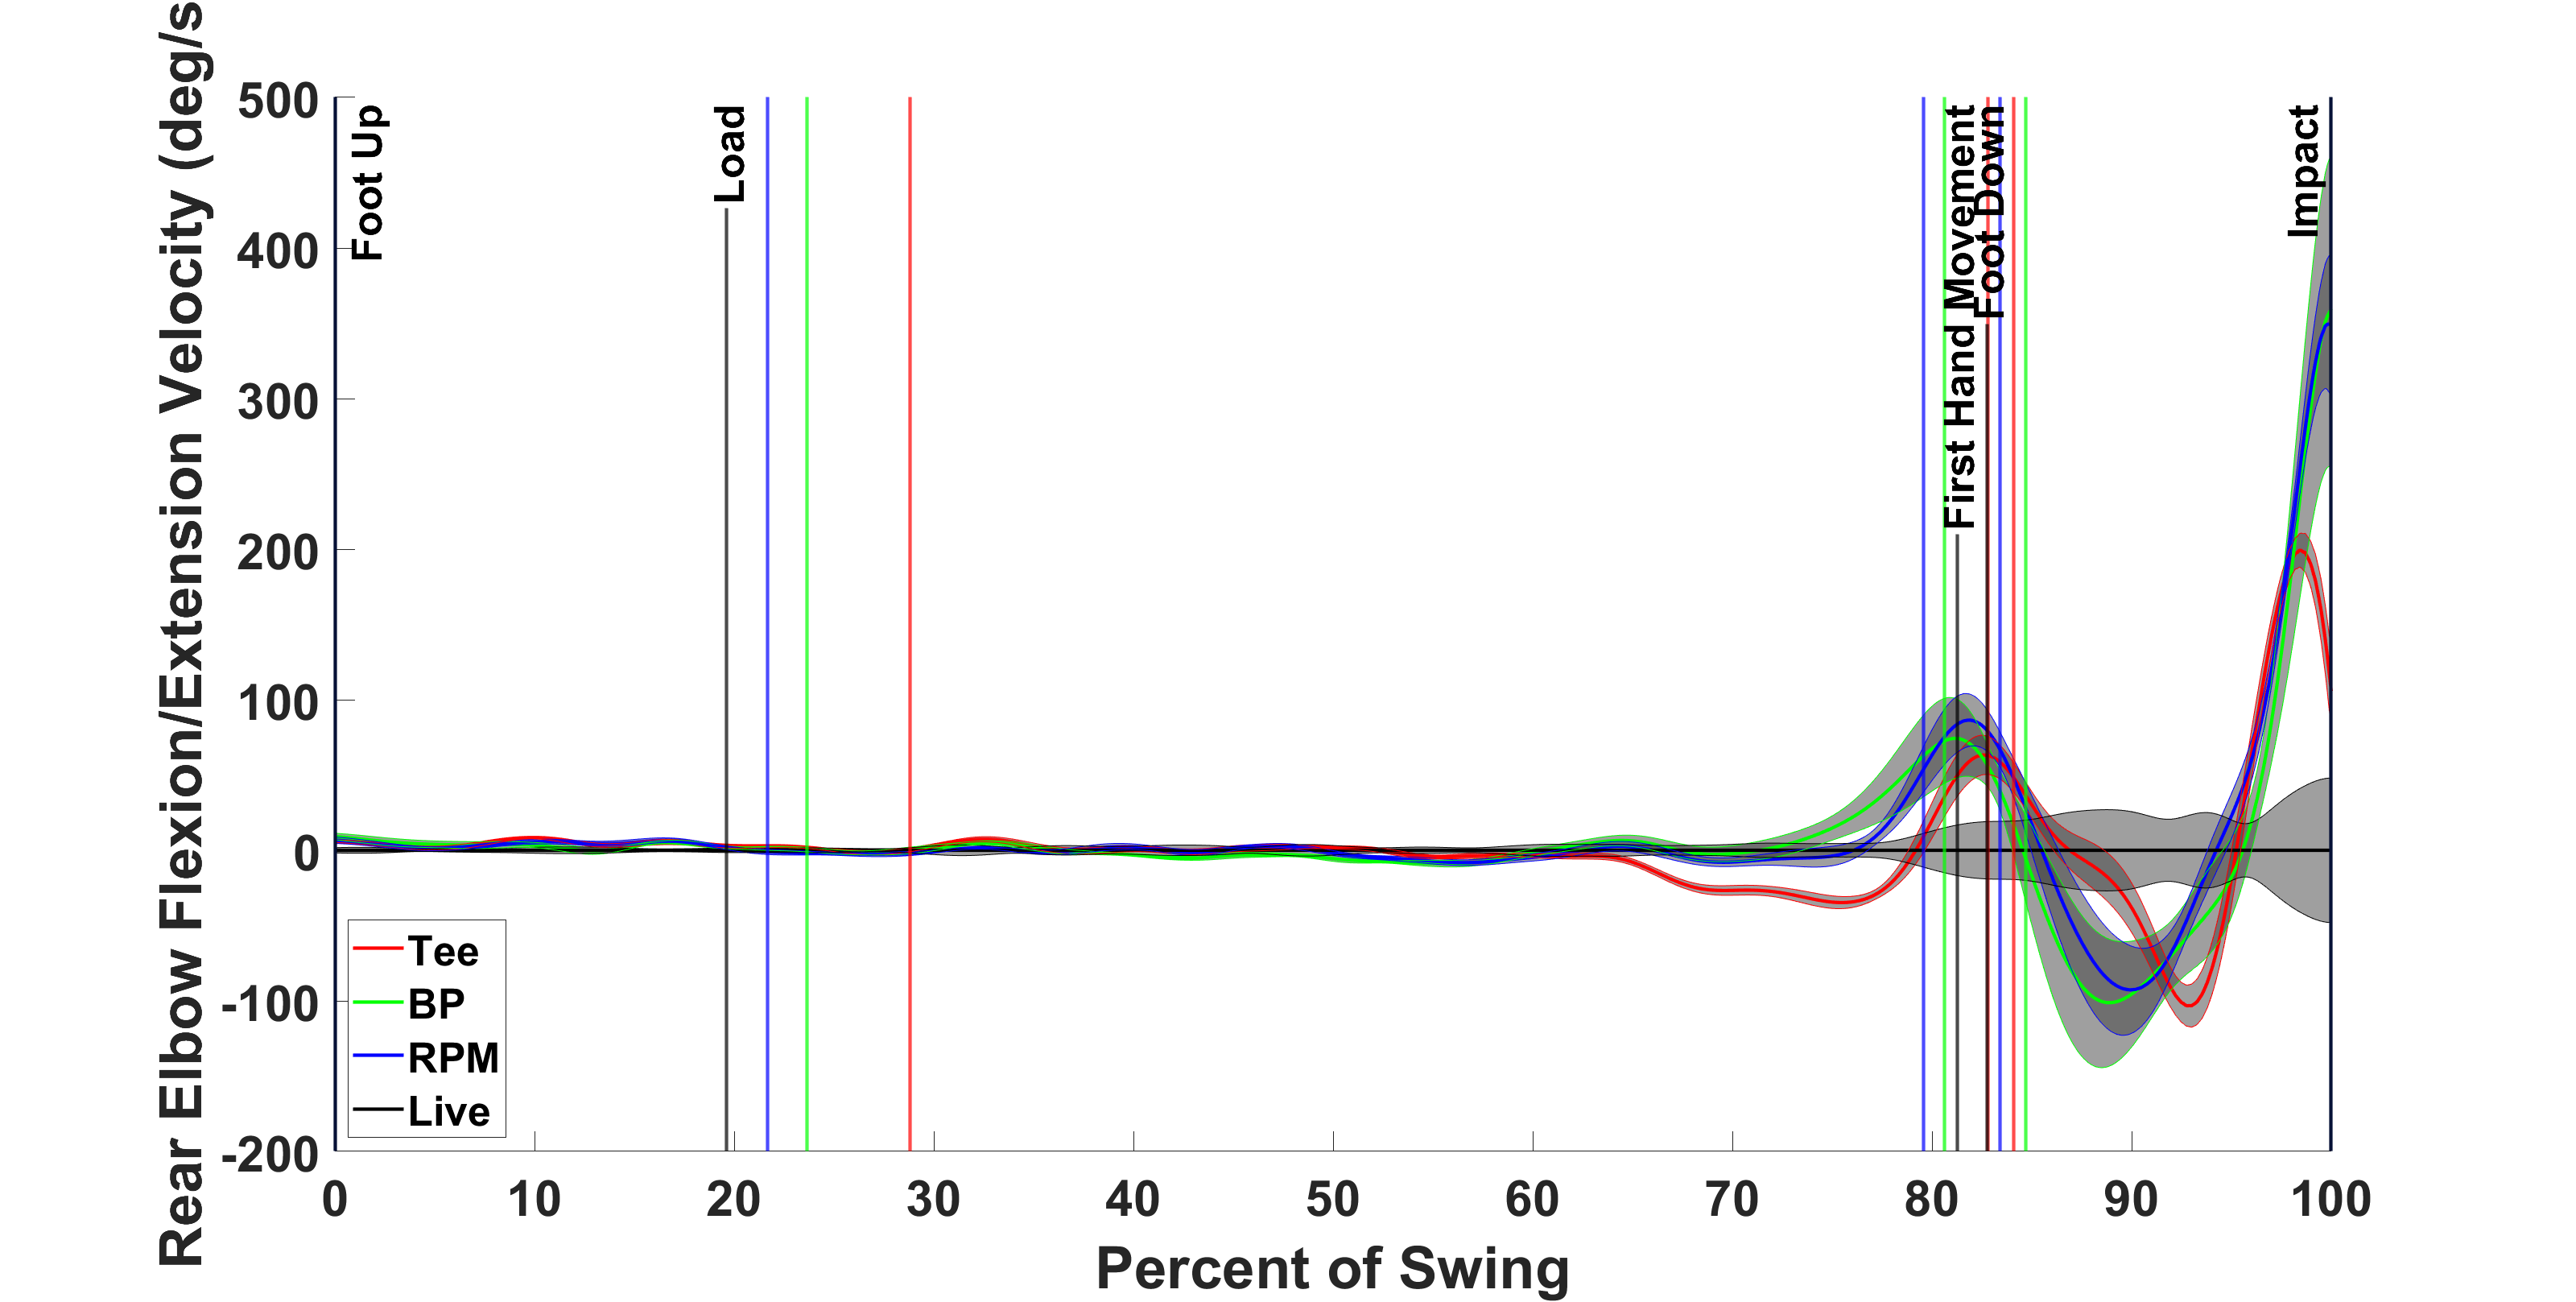 Rear Elbow Flexion/Extension Velocity (deg/s
500
400
300
200
100
0
-100
-200
Foot Up
Load
First Hand Movement
Foot Down
Impact
Tee
BP
RPM
Live
0 10 20 30 40 50 60 70 80 90 100
Percent of Swing